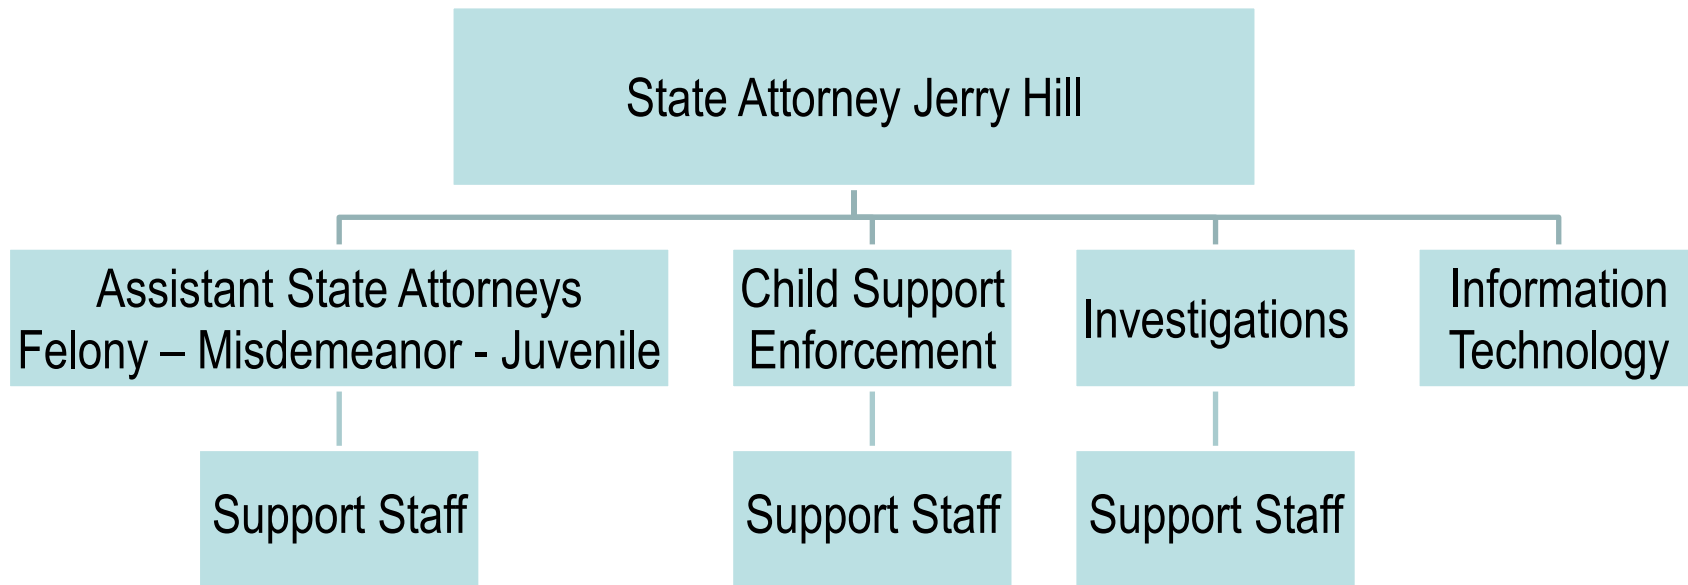 State Attorney Jerry Hill
Assistant State Attorneys
Felony – Misdemeanor - Juvenile
Child Support
Enforcement
Investigations
Information
Technology
Support Staff
Support Staff
Support Staff